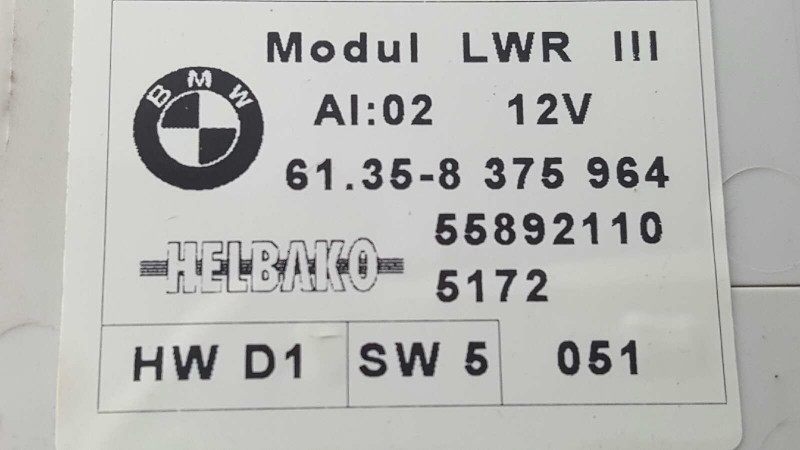 Modul LWR III
BMW
AI:02 12V
61.35-8 375 964
55892110
HELBAKO
5172
HW D1 SW 5 051